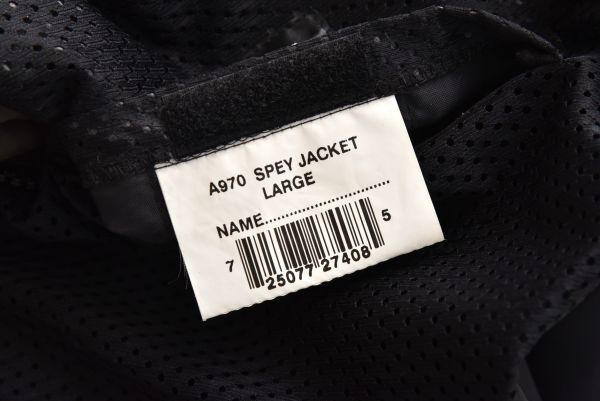 A970 SPEY JACKET
LARGE
NAME................................
7 25077 27408 5